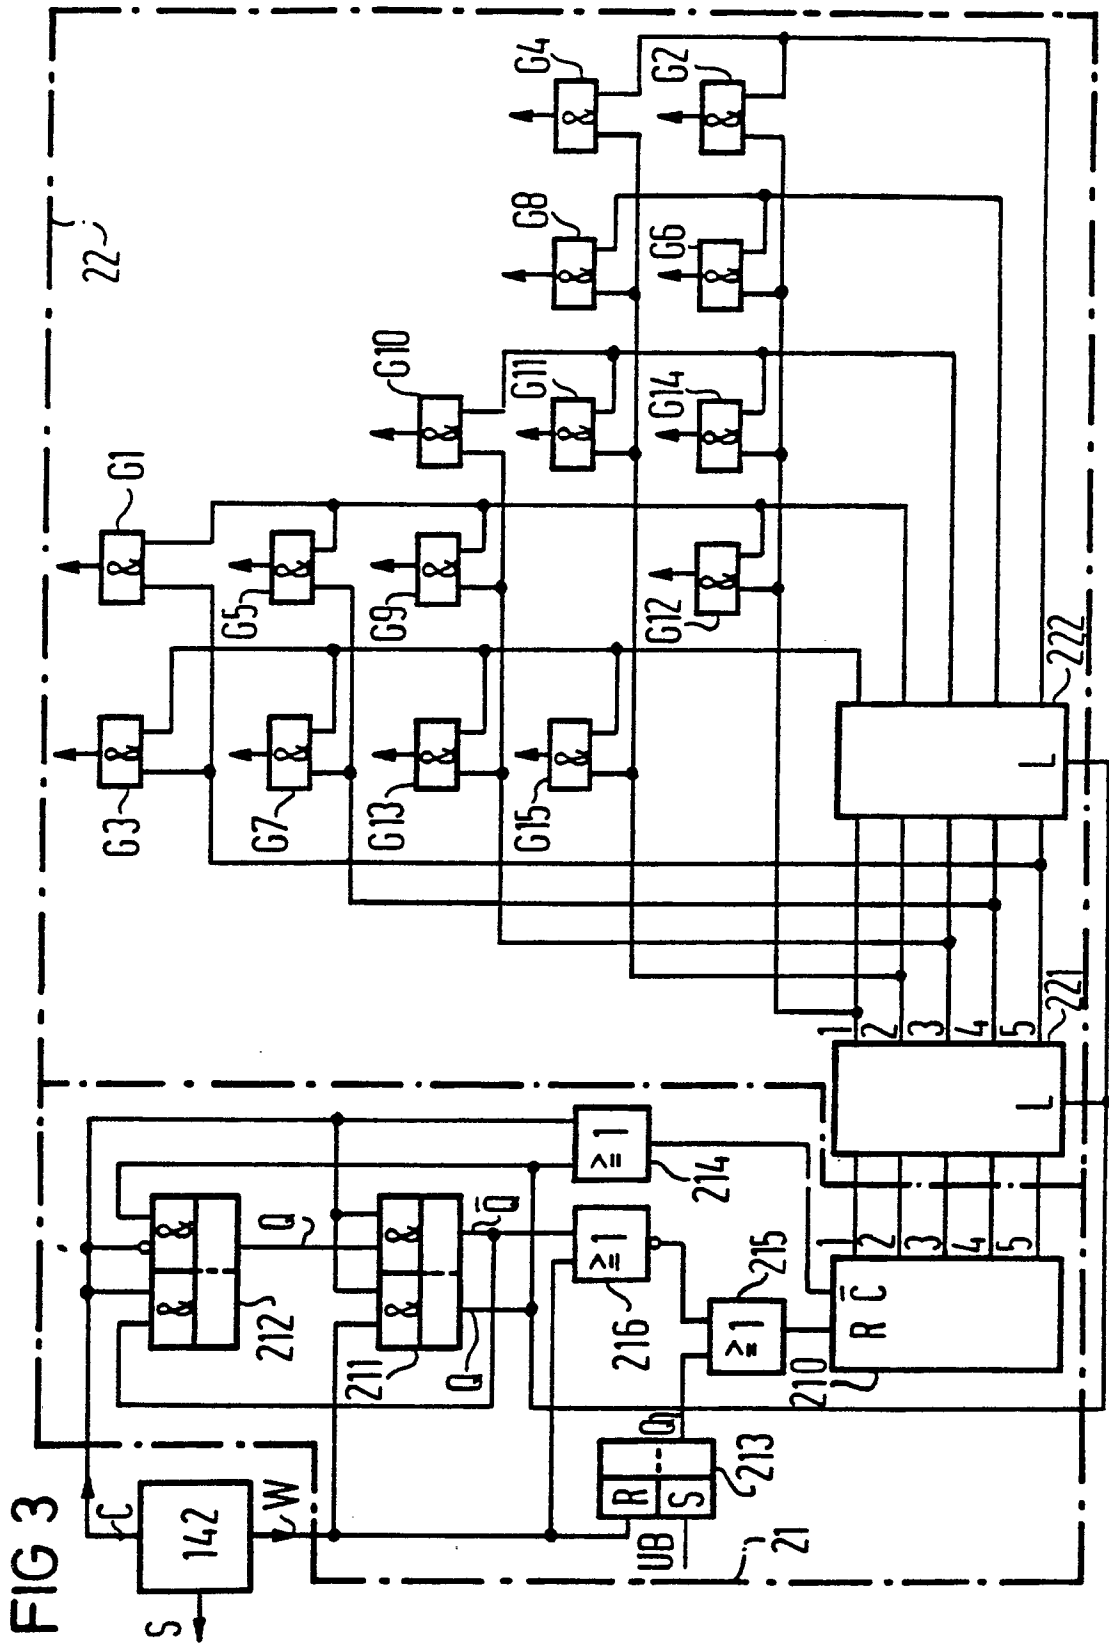 FIG 3
S
142
C
W
21
UB
R
S
213
Q
&
&
212
Q
&
&
211
Q
Q̄
>=1
214
>=1
216
>=1
215
R
C̄
210
1
2
3
4
5
L
221
1
2
3
4
5
L
222
22
& G3
& G7
& G13
& G15
& G1
& G5
& G9
& G12
& G10
& G11
& G14
& G8
& G6
& G4
& G2